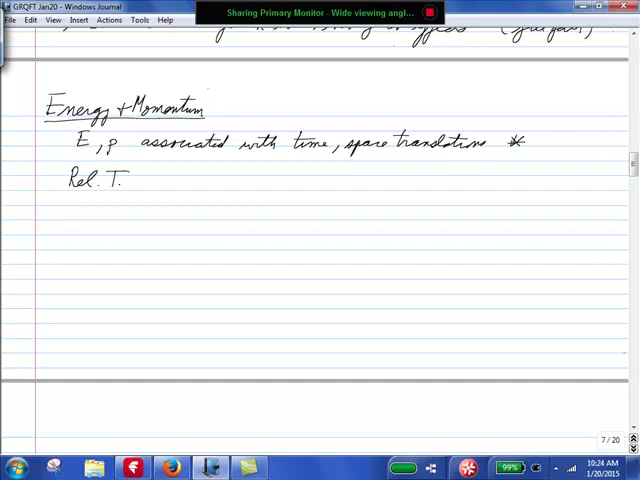 GRQFT Jan20 - Windows Journal
Sharing Primary Monitor - Wide viewing angl...
File Edit View Insert Actions Tools Help
Energy + Momentum
E, p associated with time, space translations *
Rel. T.
7 / 20
99%
10:24 AM
1/20/2015